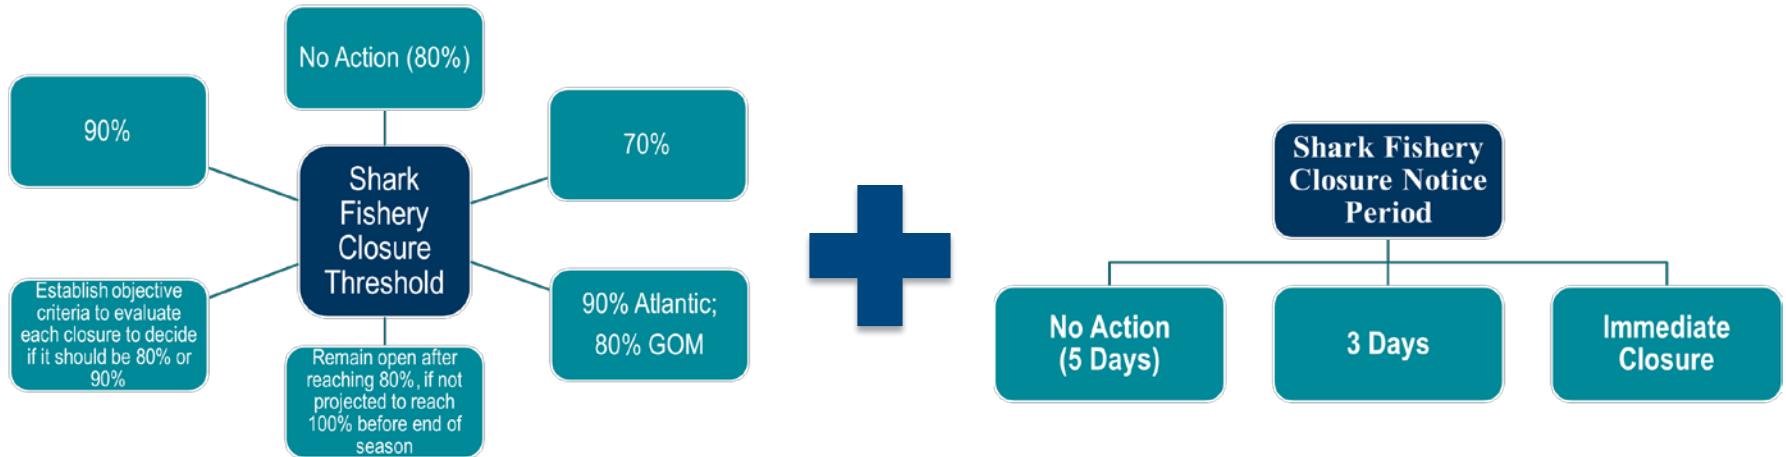 No Action (80%)
90%
70%
Shark
Fishery
Closure
Threshold
Establish objective
criteria to evaluate
each closure to decide
if it should be 80% or
90%
Remain open after
reaching 80%, if not
projected to reach
100% before end of
season
90% Atlantic;
80% GOM
Shark Fishery
Closure Notice
Period
No Action
(5 Days)
3 Days
Immediate
Closure